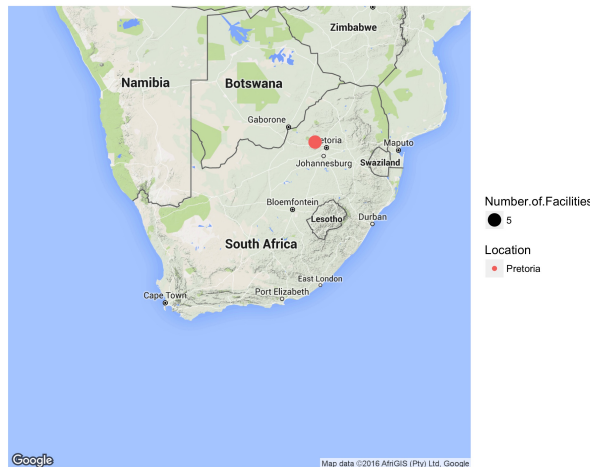 Zimbabwe
Namibia
Botswana
Gaborone
etoria
Maputo
Johannesburg
Swaziland
Bloemfontein
Lesotho
Durban
South Africa
East London
Port Elizabeth
Cape Town
Google
Map data ©2016 AfriGIS (Pty) Ltd, Google
Number.of.Facilities
5
Location
Pretoria